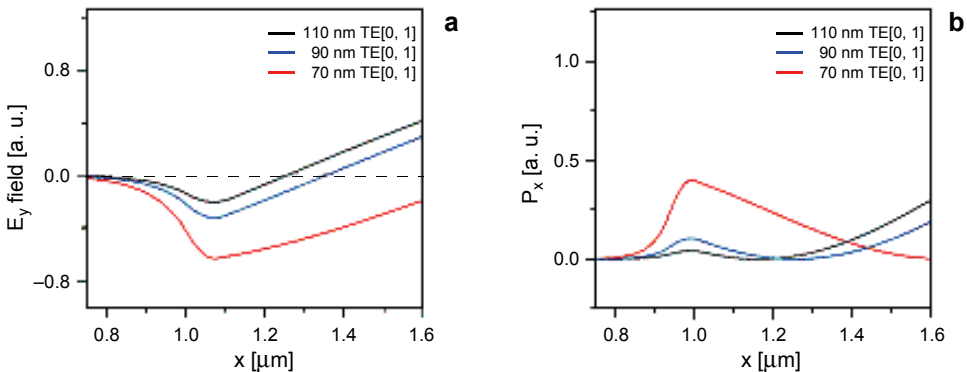 a
110 nm TE[0, 1]
90 nm TE[0, 1]
70 nm TE[0, 1]
0.8
0.0
–0.8
E_y field [a. u.]
0.8 1.0 1.2 1.4 1.6
x [μm]
b
110 nm TE[0, 1]
90 nm TE[0, 1]
70 nm TE[0, 1]
1.0
0.5
0.0
P_x [a. u.]
0.8 1.0 1.2 1.4 1.6
x [μm]